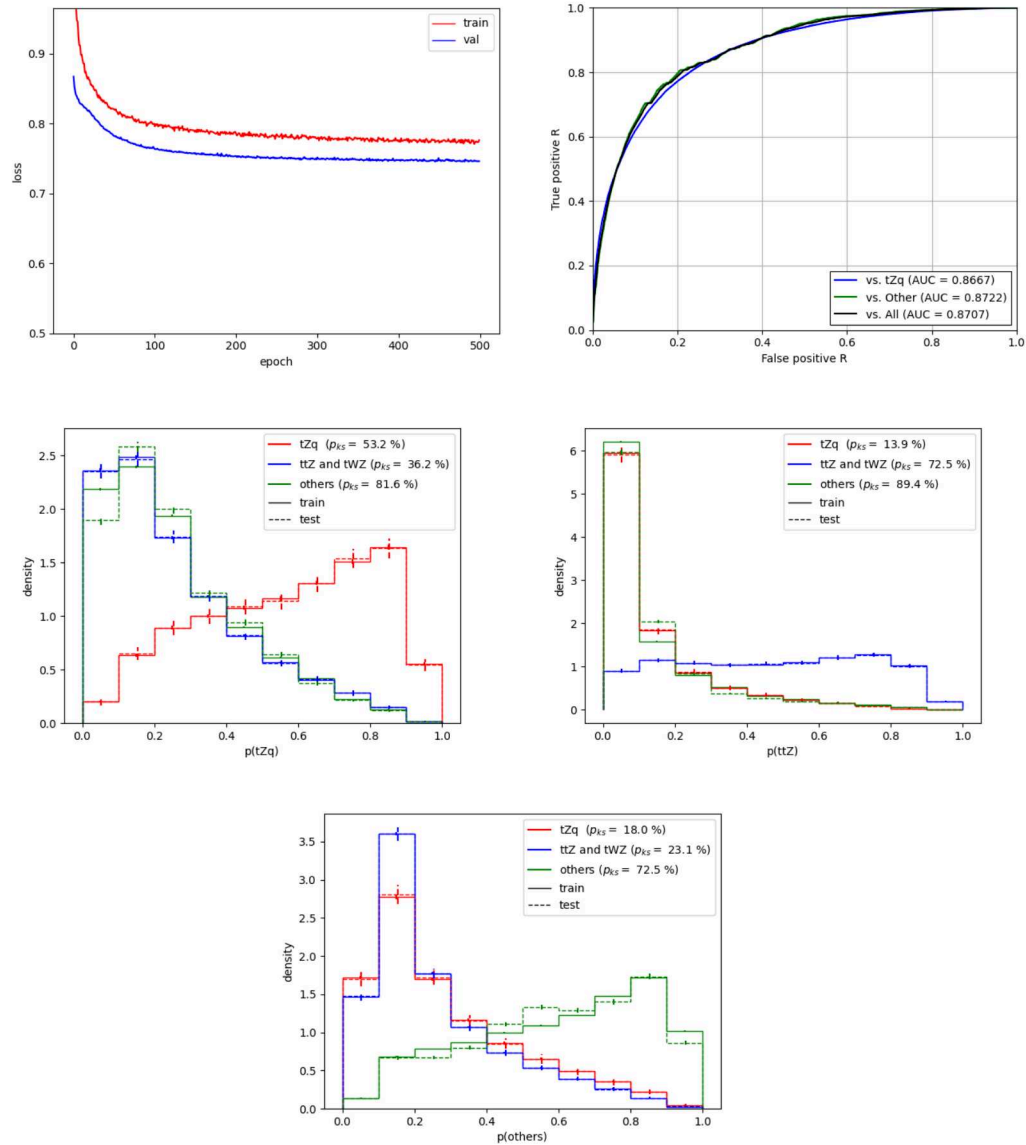 train
val
0.9
0.8
0.7
0.6
0.5
loss
0 100 200 300 400 500
epoch
1.0
0.8
0.6
0.4
0.2
0.0
True positive R
vs. tZq (AUC = 0.8667)
vs. Other (AUC = 0.8722)
vs. All (AUC = 0.8707)
0.0 0.2 0.4 0.6 0.8 1.0
False positive R
tZq (p_ks = 53.2 %)
ttZ and tWZ (p_ks = 36.2 %)
others (p_ks = 81.6 %)
train
test
2.5
2.0
1.5
1.0
0.5
0.0
density
0.0 0.2 0.4 0.6 0.8 1.0
p(tZq)
tZq (p_ks = 13.9 %)
ttZ and tWZ (p_ks = 72.5 %)
others (p_ks = 89.4 %)
train
test
6
5
4
3
2
1
0
density
0.0 0.2 0.4 0.6 0.8 1.0
p(ttZ)
tZq (p_ks = 18.0 %)
ttZ and tWZ (p_ks = 23.1 %)
others (p_ks = 72.5 %)
train
test
3.5
3.0
2.5
2.0
1.5
1.0
0.5
0.0
density
0.0 0.2 0.4 0.6 0.8 1.0
p(others)